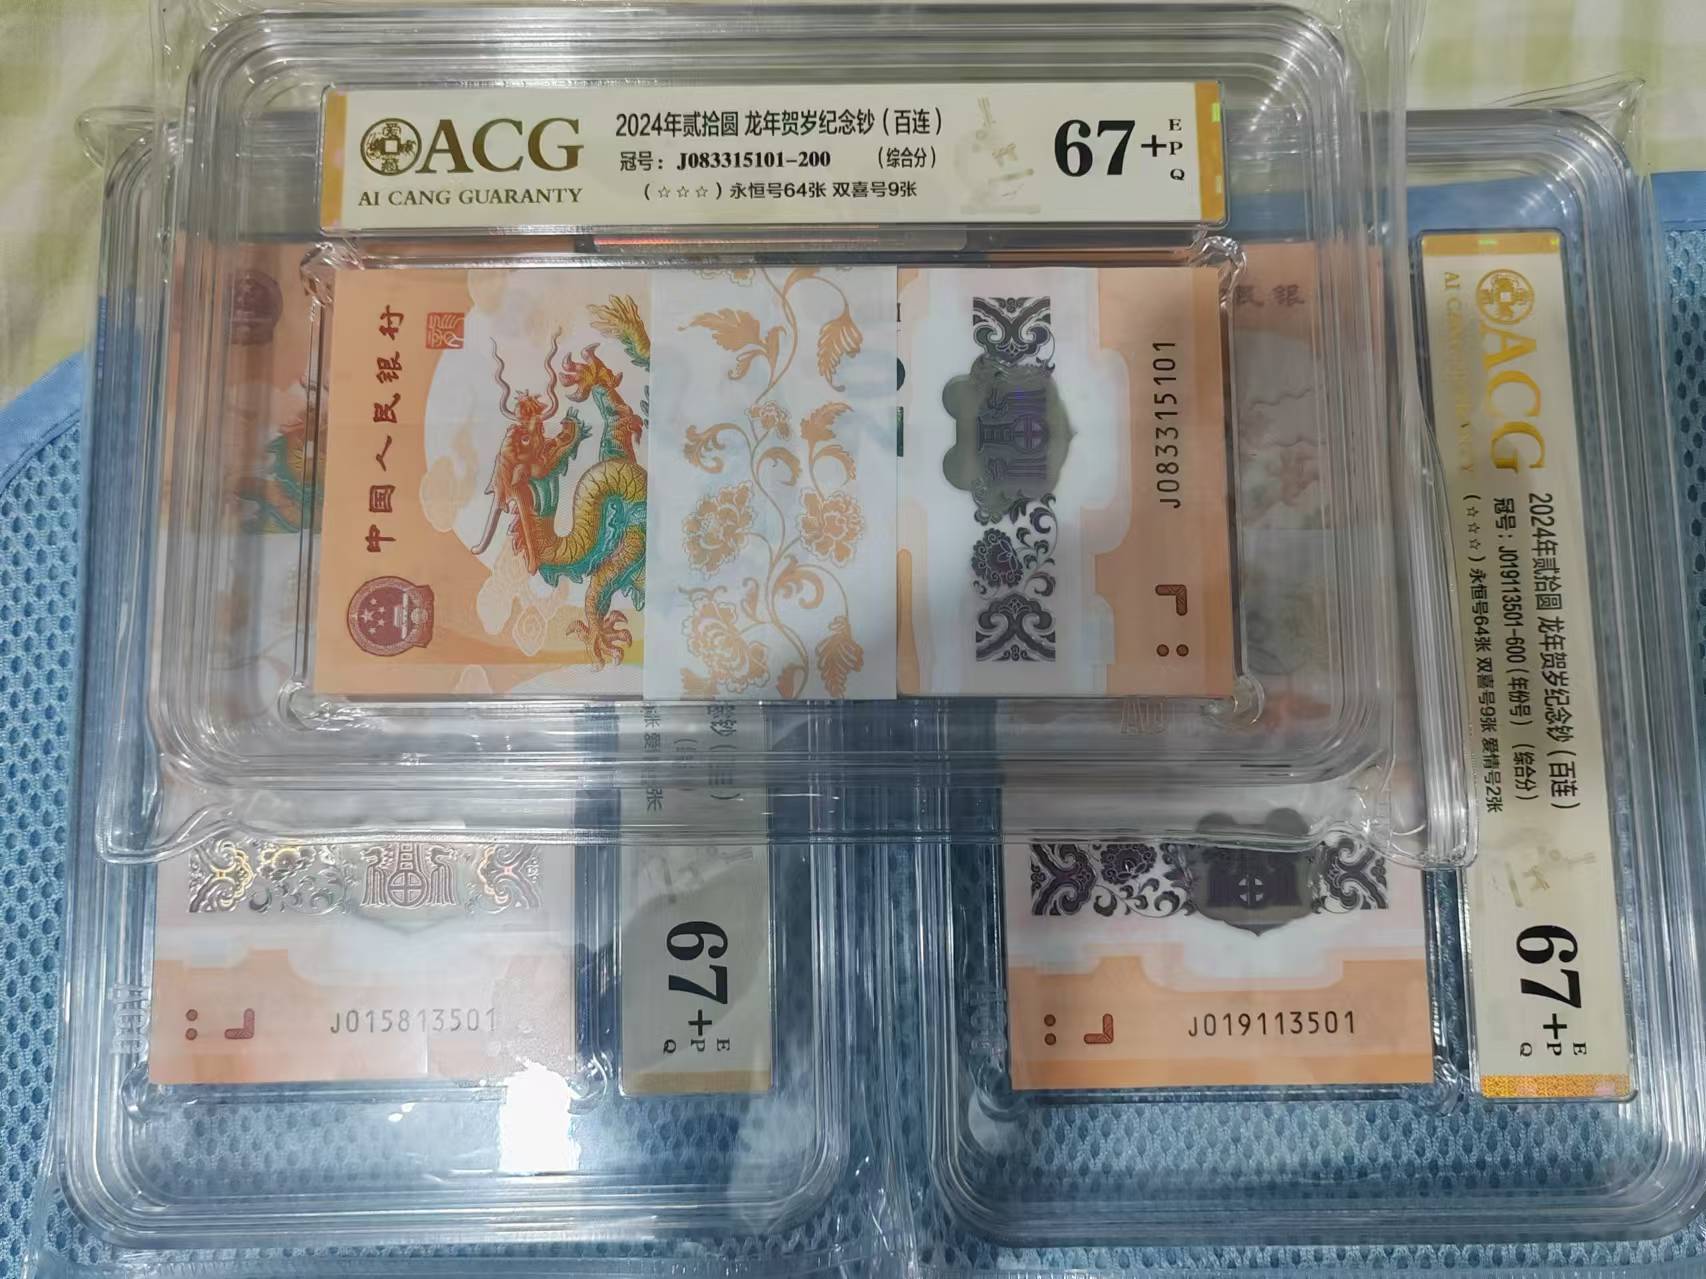 ACG
AI CANG GUARANTY
2024年贰拾圆 龙年贺岁纪念钞（百连）
冠号：J083315101-200 （综合分）
（☆☆☆）永恒号64张 双喜号9张
67+
EPQ
中国人民银行
J083315101
民银
ACG
AI CANG GUARANTY
2024年贰拾圆 龙年贺岁纪念钞（百连）
冠号：J019113501-600（年份号）（综合分）
（☆☆☆）永恒号64张 双喜号9张 爱情号2张
67+
EPQ
J015813501
67+
EPQ
J019113501